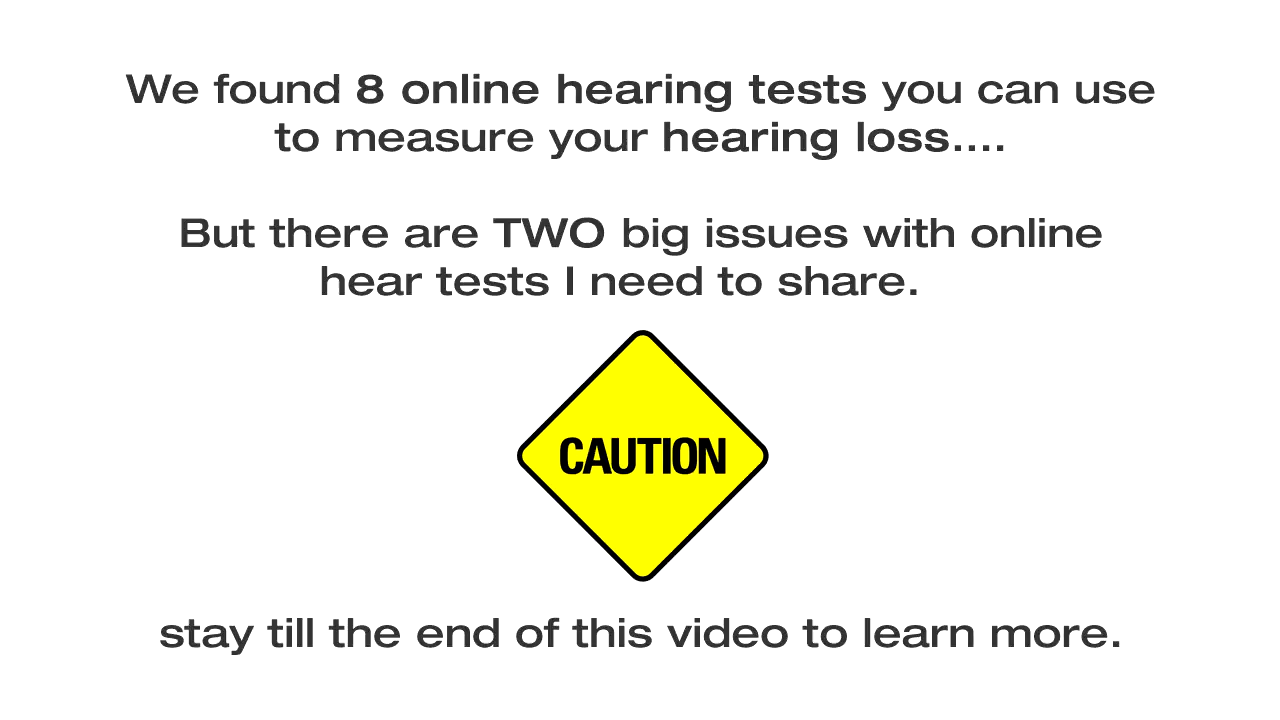 We found 8 online hearing tests you can use
to measure your hearing loss....
But there are TWO big issues with online
hear tests I need to share.
CAUTION
stay till the end of this video to learn more.